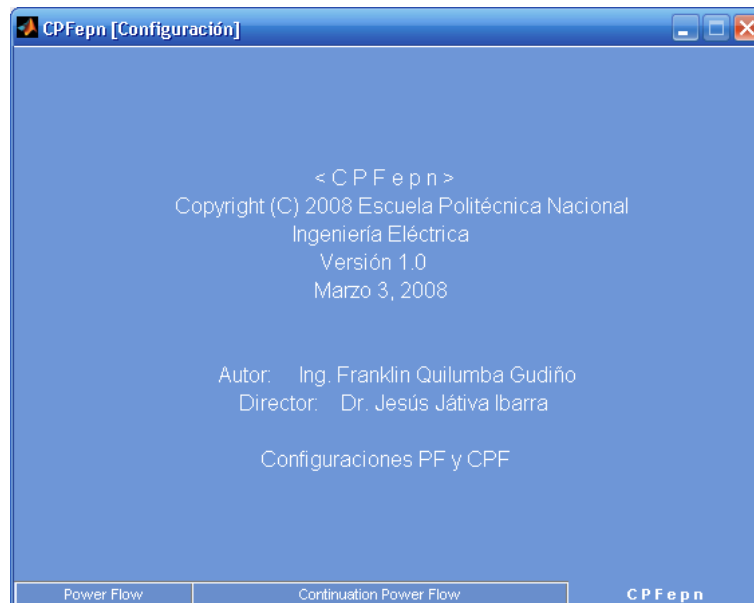 CPFepn [Configuración]
< C P F e p n >
Copyright (C) 2008 Escuela Politécnica Nacional
Ingeniería Eléctrica
Versión 1.0
Marzo 3, 2008
Autor: Ing. Franklin Quilumba Gudiño
Director: Dr. Jesús Játiva Ibarra
Configuraciones PF y CPF
Power Flow Continuation Power Flow C P F e p n